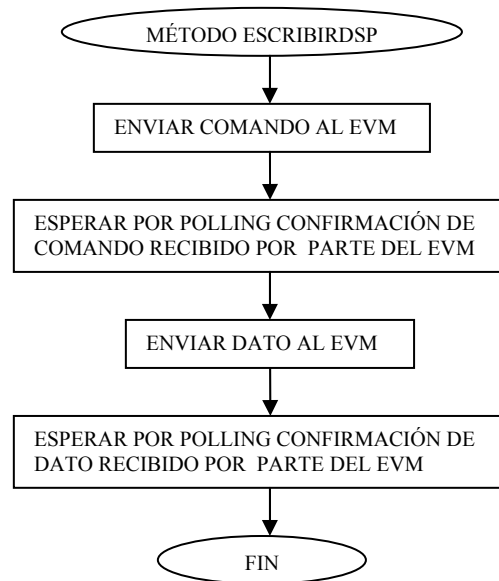 MÉTODO ESCRIBIRDSP
ENVIAR COMANDO AL EVM
ESPERAR POR POLLING CONFIRMACIÓN DE
COMANDO RECIBIDO POR PARTE DEL EVM
ENVIAR DATO AL EVM
ESPERAR POR POLLING CONFIRMACIÓN DE
DATO RECIBIDO POR PARTE DEL EVM
FIN